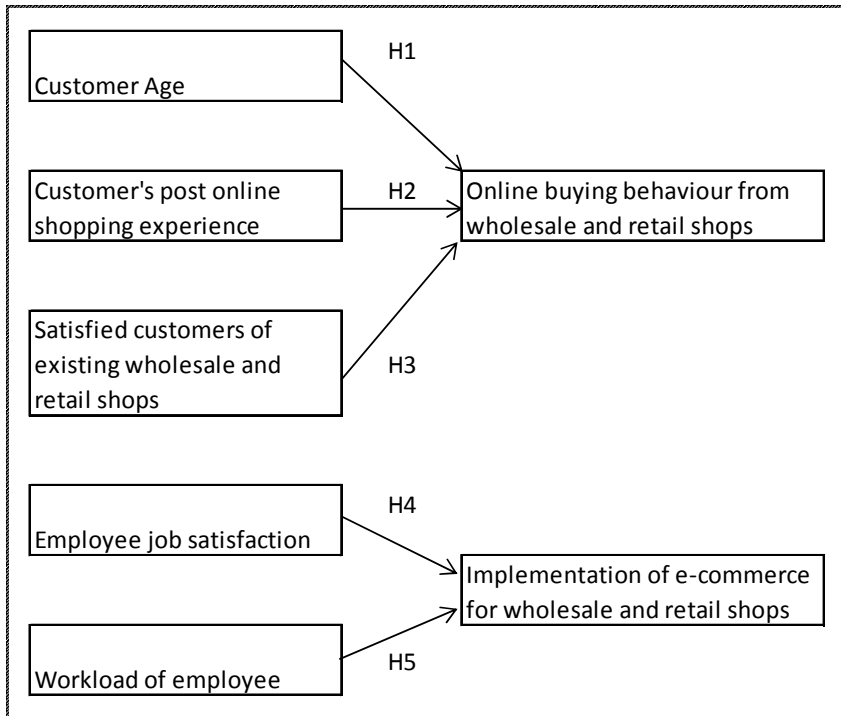 H1
Customer Age
Customer's post online
shopping experience
H2
Online buying behaviour from
wholesale and retail shops
Satisfied customers of
existing wholesale and
retail shops
H3
H4
Employee job satisfaction
Implementation of e-commerce
for wholesale and retail shops
H5
Workload of employee